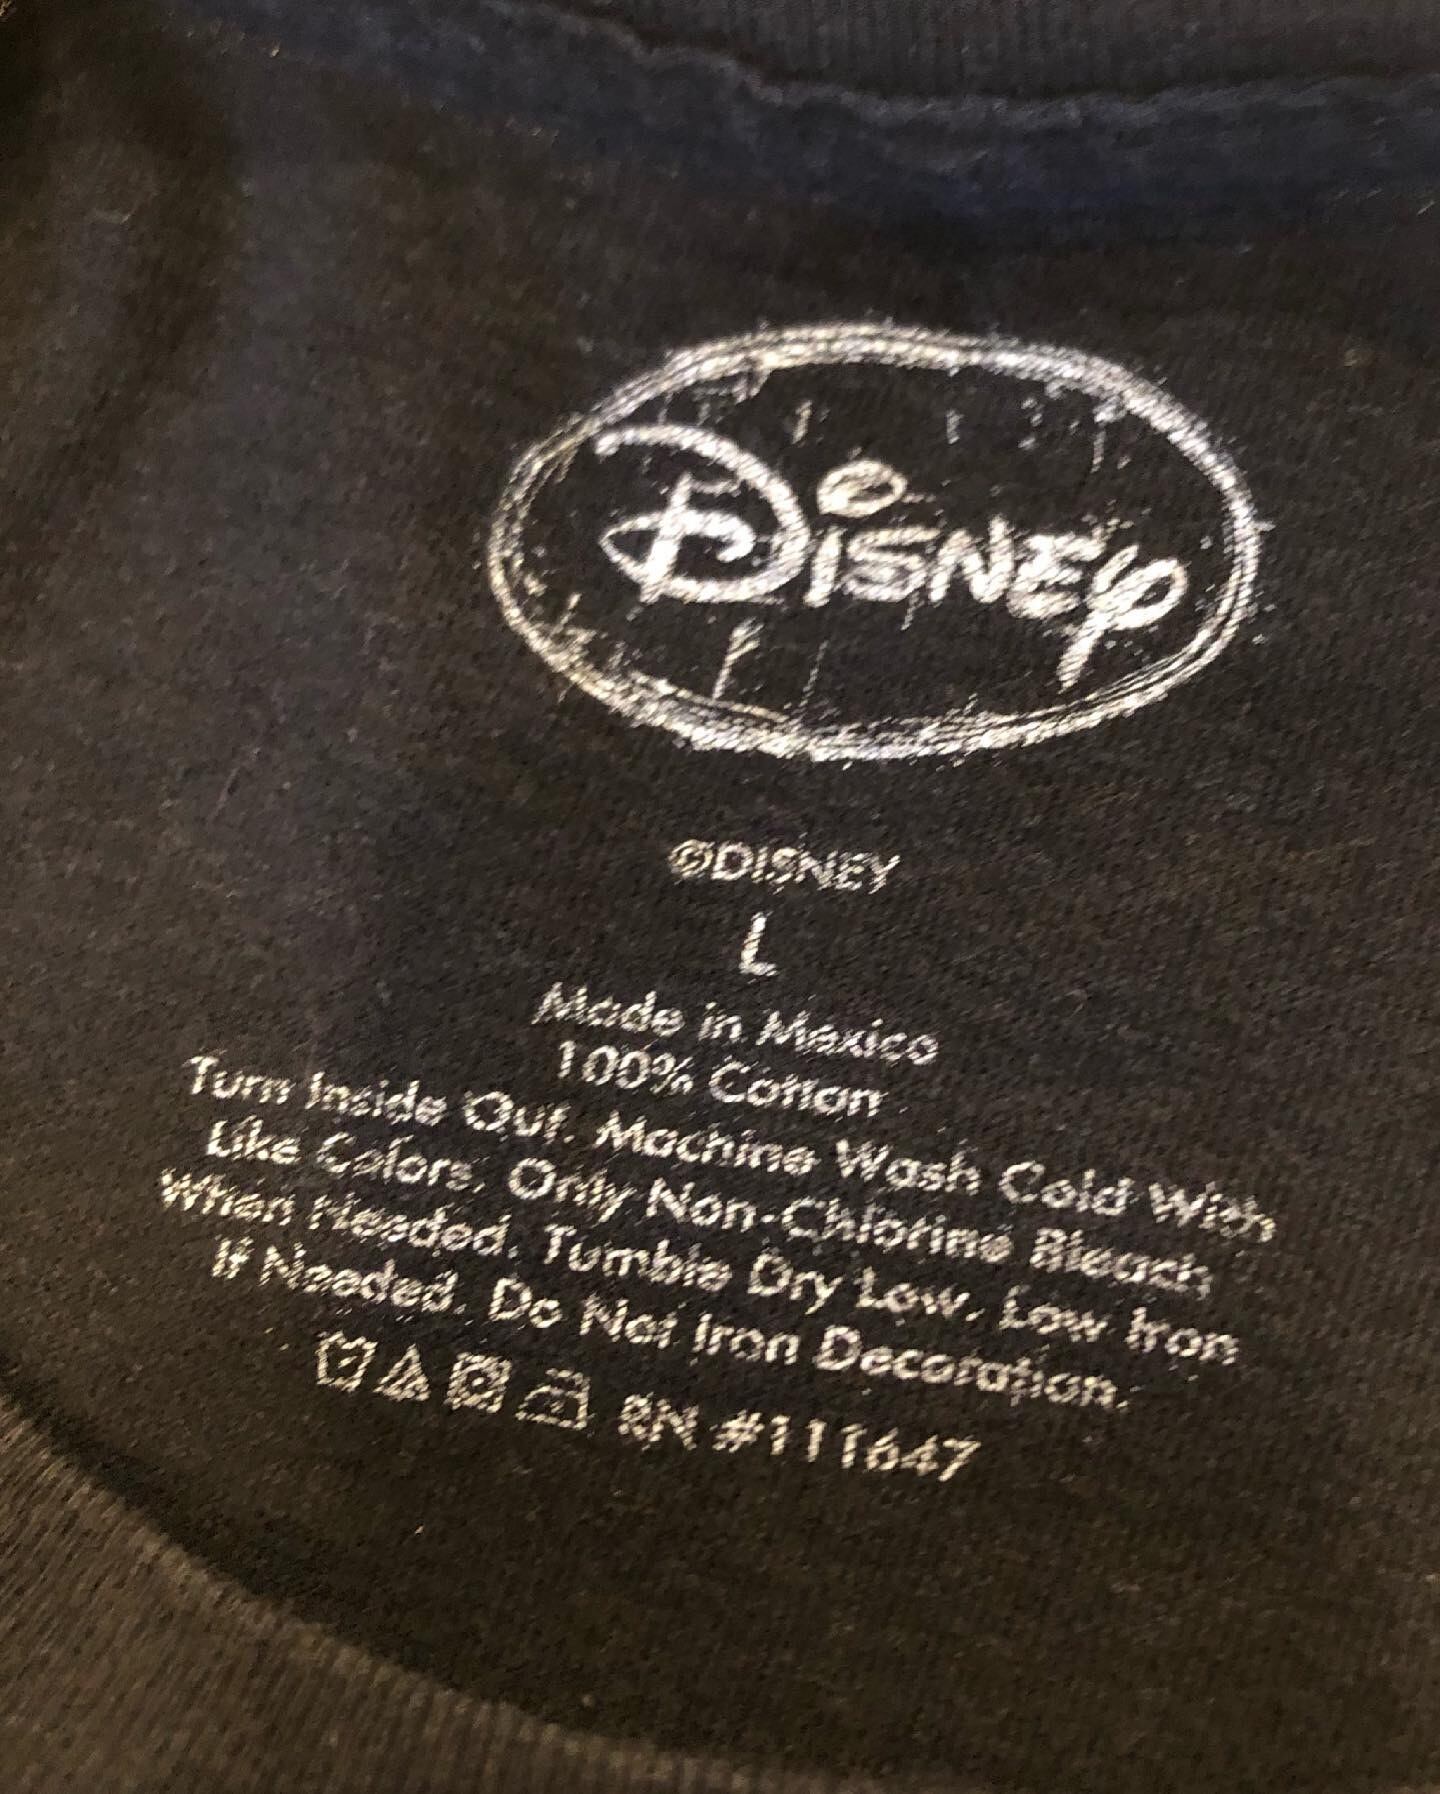 Disney
©DISNEY
L
Made in Mexico
100% Cotton
Turn Inside Out. Machine Wash Cold With
Like Colors. Only Non-Chlorine Bleach
When Needed. Tumble Dry Low. Low Iron
If Needed. Do Not Iron Decoration.
RN #111647